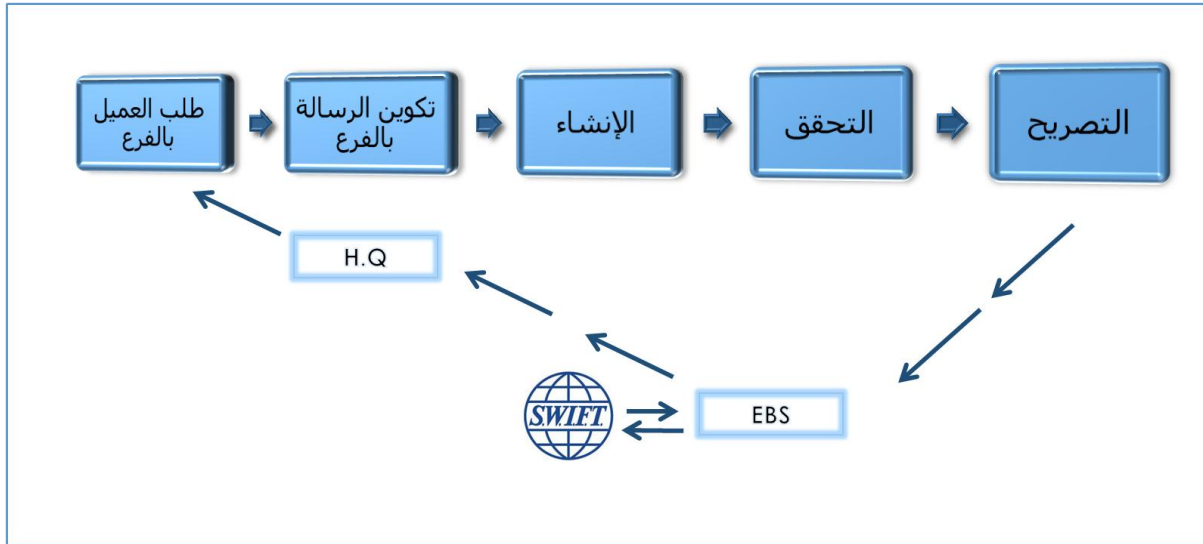 طلب العميل
بالفرع
تكوين الرسالة
بالفرع
الإنشاء
التحقق
التصريح
H.Q
S.W.I.F.T.
EBS